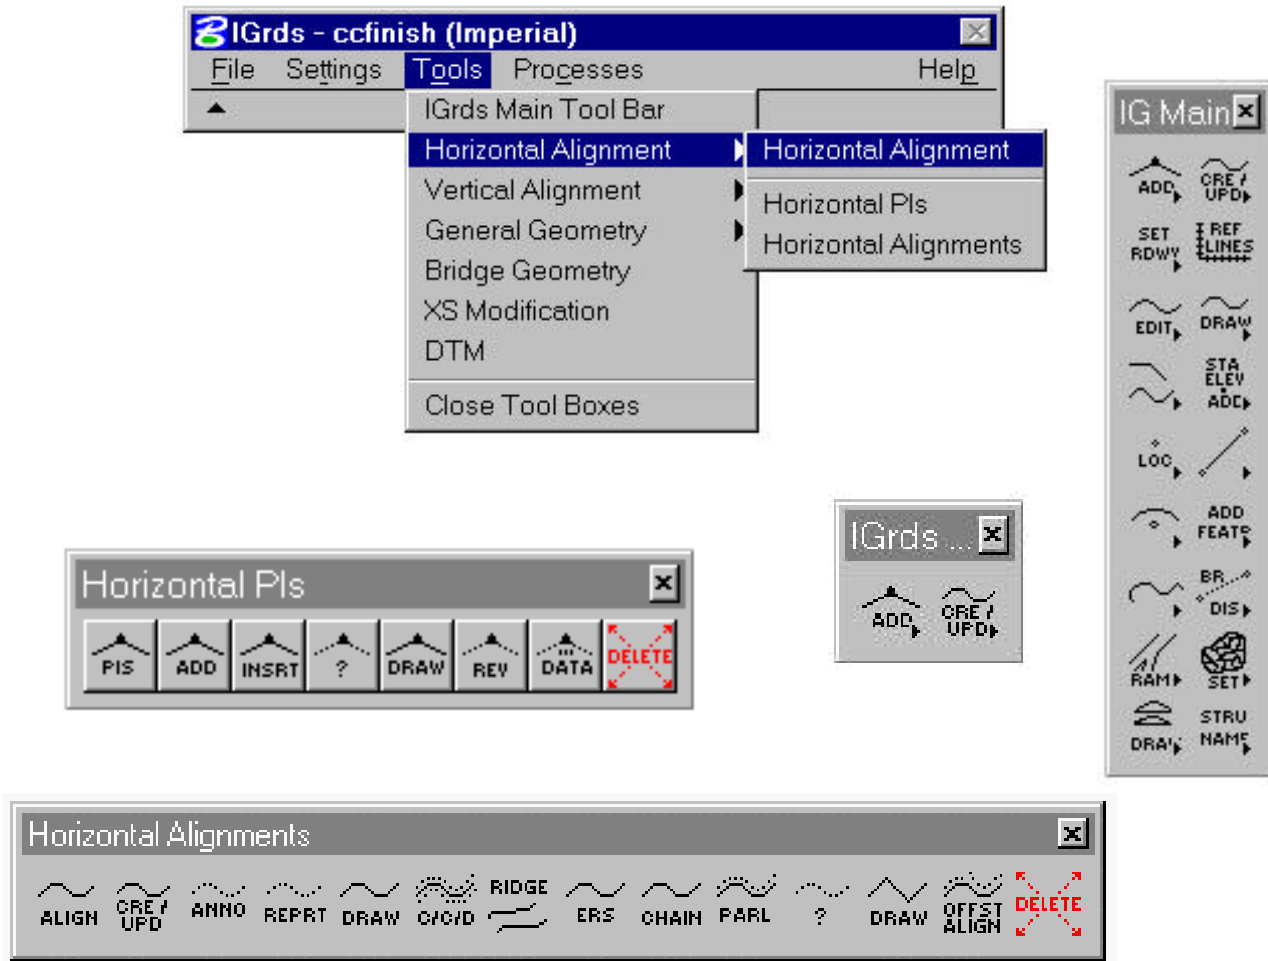 IGrds - ccfinish (Imperial)
File Settings Tools Processes Help
IGrds Main Tool Bar
Horizontal Alignment
Vertical Alignment
General Geometry
Bridge Geometry
XS Modification
DTM
Close Tool Boxes
Horizontal Alignment
Horizontal PIs
Horizontal Alignments
IG Main
ADD CRE/
UPD
SET REF
RDWY LINES
EDIT DRAW
STA
ELEV
ADD
LOC
ADD
FEATR
BR
DIS
RAM SET
STRU
DRAW NAME
IGrds ...
ADD CRE/
UPD
Horizontal PIs
PIS ADD INSRT ? DRAW REV DATA DELETE
Horizontal Alignments
ALIGN CRE/
UPD ANNO REPRT DRAW C/C/D RIDGE ERS CHAIN PARL ? DRAW OFFST
ALIGN DELETE